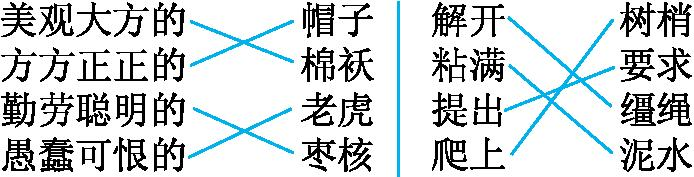 美观大方的 帽子 解开 树梢
方方正正的 棉袄 粘满 要求
勤劳聪明的 老虎 提出 缰绳
愚蠢可恨的 枣核 爬上 泥水